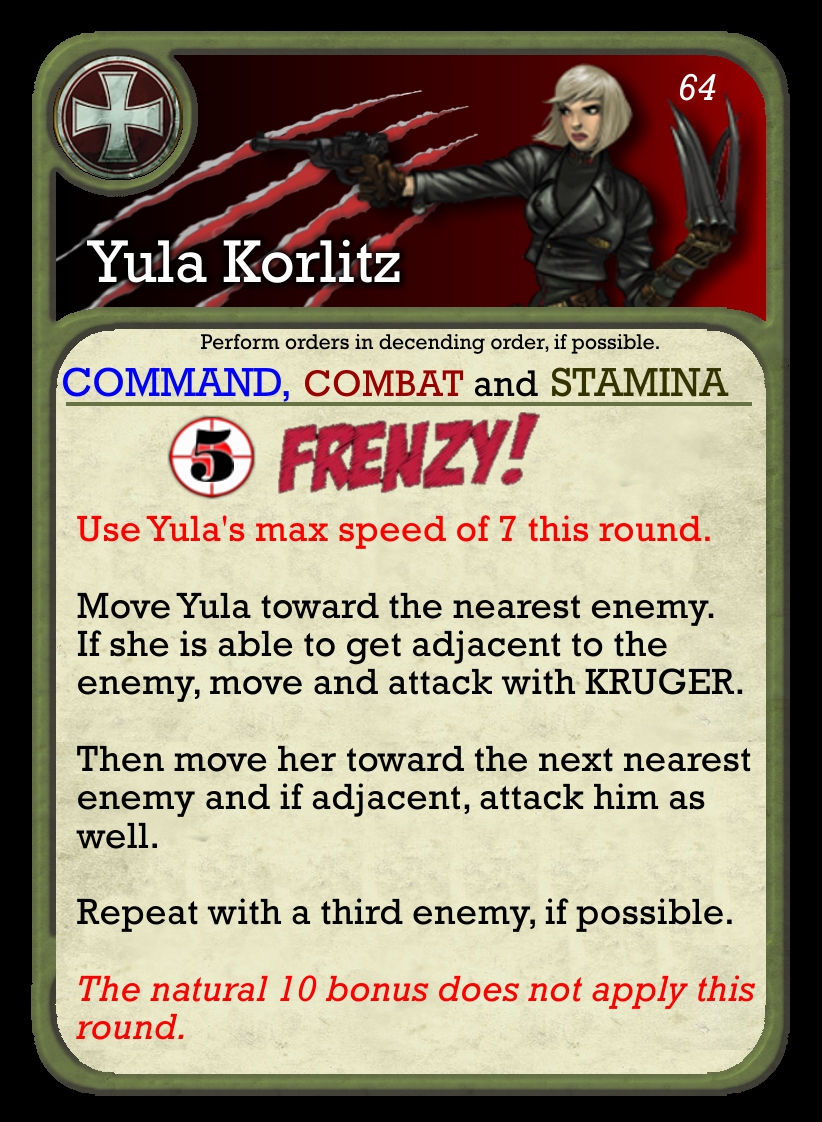 64
Yula Korlitz
Perform orders in decending order, if possible.
COMMAND, COMBAT and STAMINA
5 FRENZY!
Use Yula's max speed of 7 this round.
Move Yula toward the nearest enemy.
If she is able to get adjacent to the
enemy, move and attack with KRUGER.
Then move her toward the next nearest
enemy and if adjacent, attack him as
well.
Repeat with a third enemy, if possible.
The natural 10 bonus does not apply this
round.